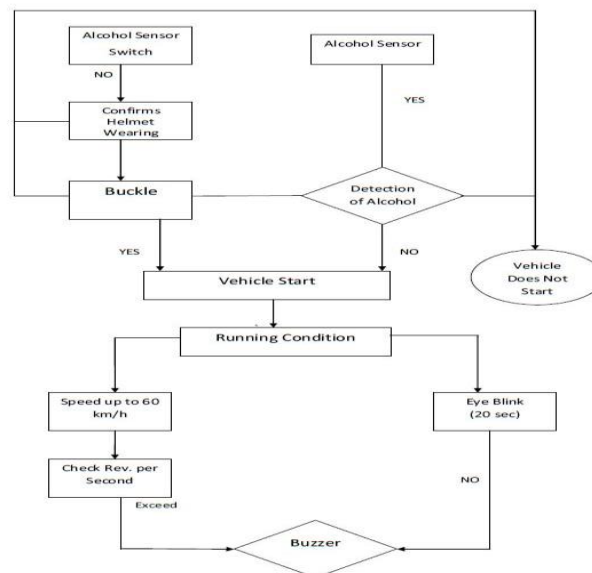 Alcohol Sensor
Switch
Alcohol Sensor
NO
YES
Confirms
Helmet
Wearing
Buckle
Detection
of Alcohol
YES
NO
Vehicle Start
Vehicle
Does Not
Start
Running Condition
Speed up to 60
km/h
Eye Blink
(20 sec)
Check Rev. per
Second
NO
Exceed
Buzzer